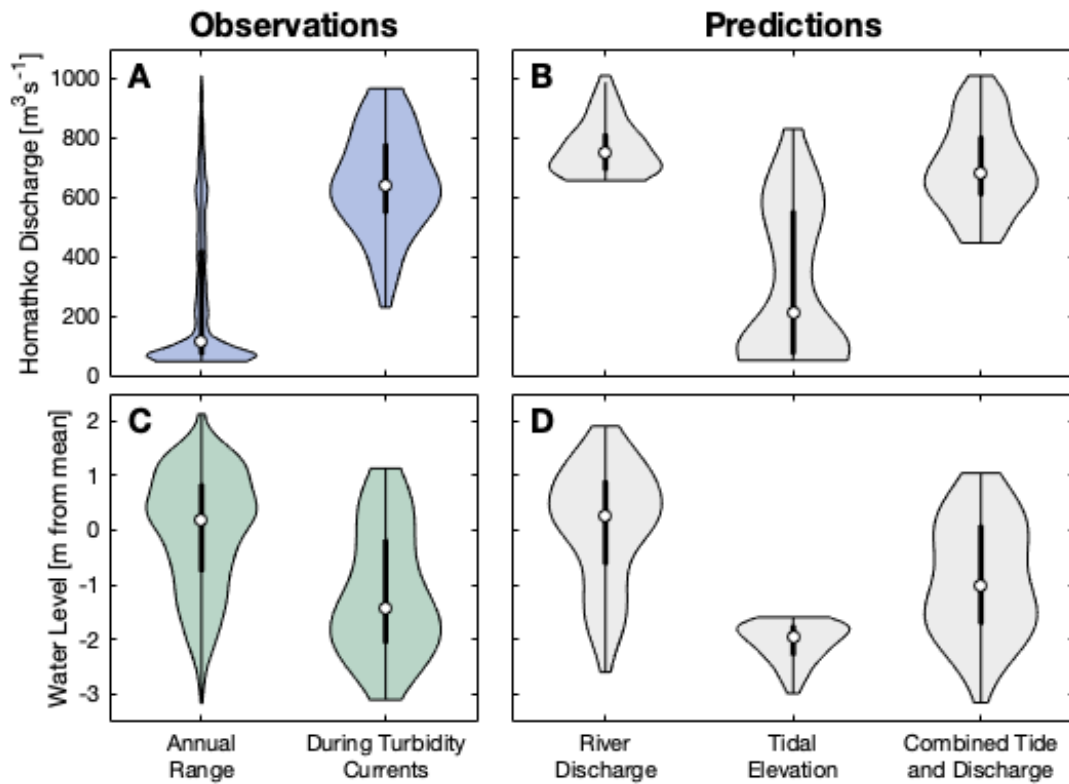 Observations
Predictions
A
B
Homathko Discharge [m³ s⁻¹]
1000
800
600
400
200
0
C
D
Water Level [m from mean]
2
1
0
-1
-2
-3
Annual
Range
During Turbidity
Currents
River
Discharge
Tidal
Elevation
Combined Tide
and Discharge